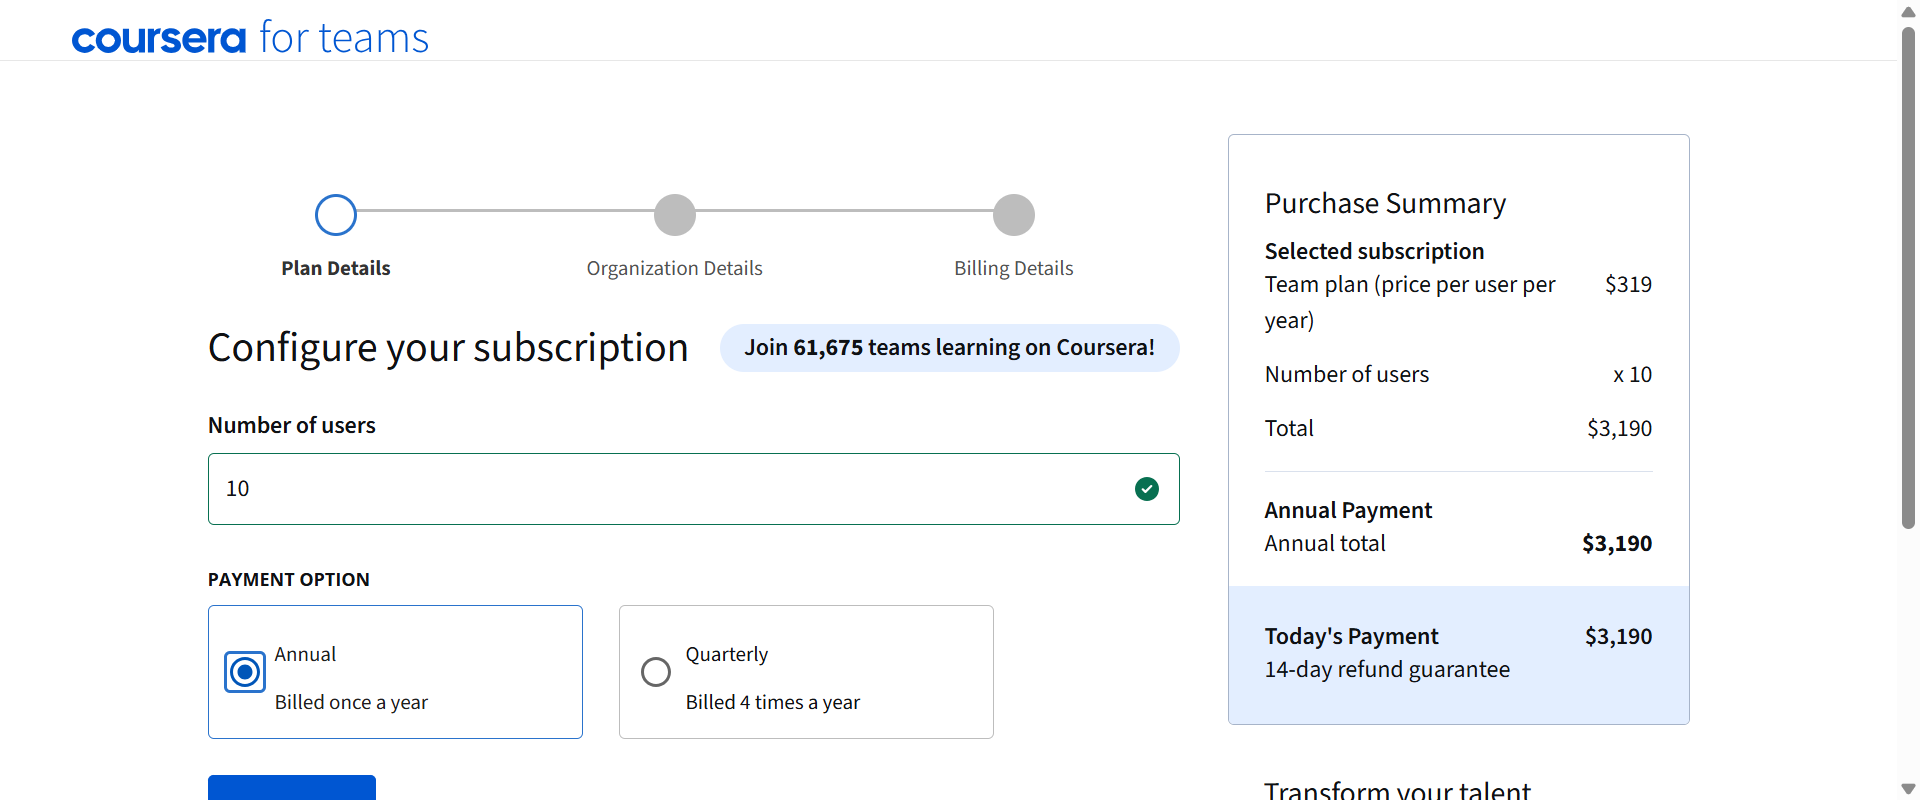 coursera for teams
Plan Details
Organization Details
Billing Details
Configure your subscription
Join 61,675 teams learning on Coursera!
Number of users
10
PAYMENT OPTION
Annual
Billed once a year
Quarterly
Billed 4 times a year
Purchase Summary
Selected subscription
Team plan (price per user per $319
year)
Number of users x 10
Total $3,190
Annual Payment
Annual total $3,190
Today's Payment $3,190
14-day refund guarantee
Transform your talent